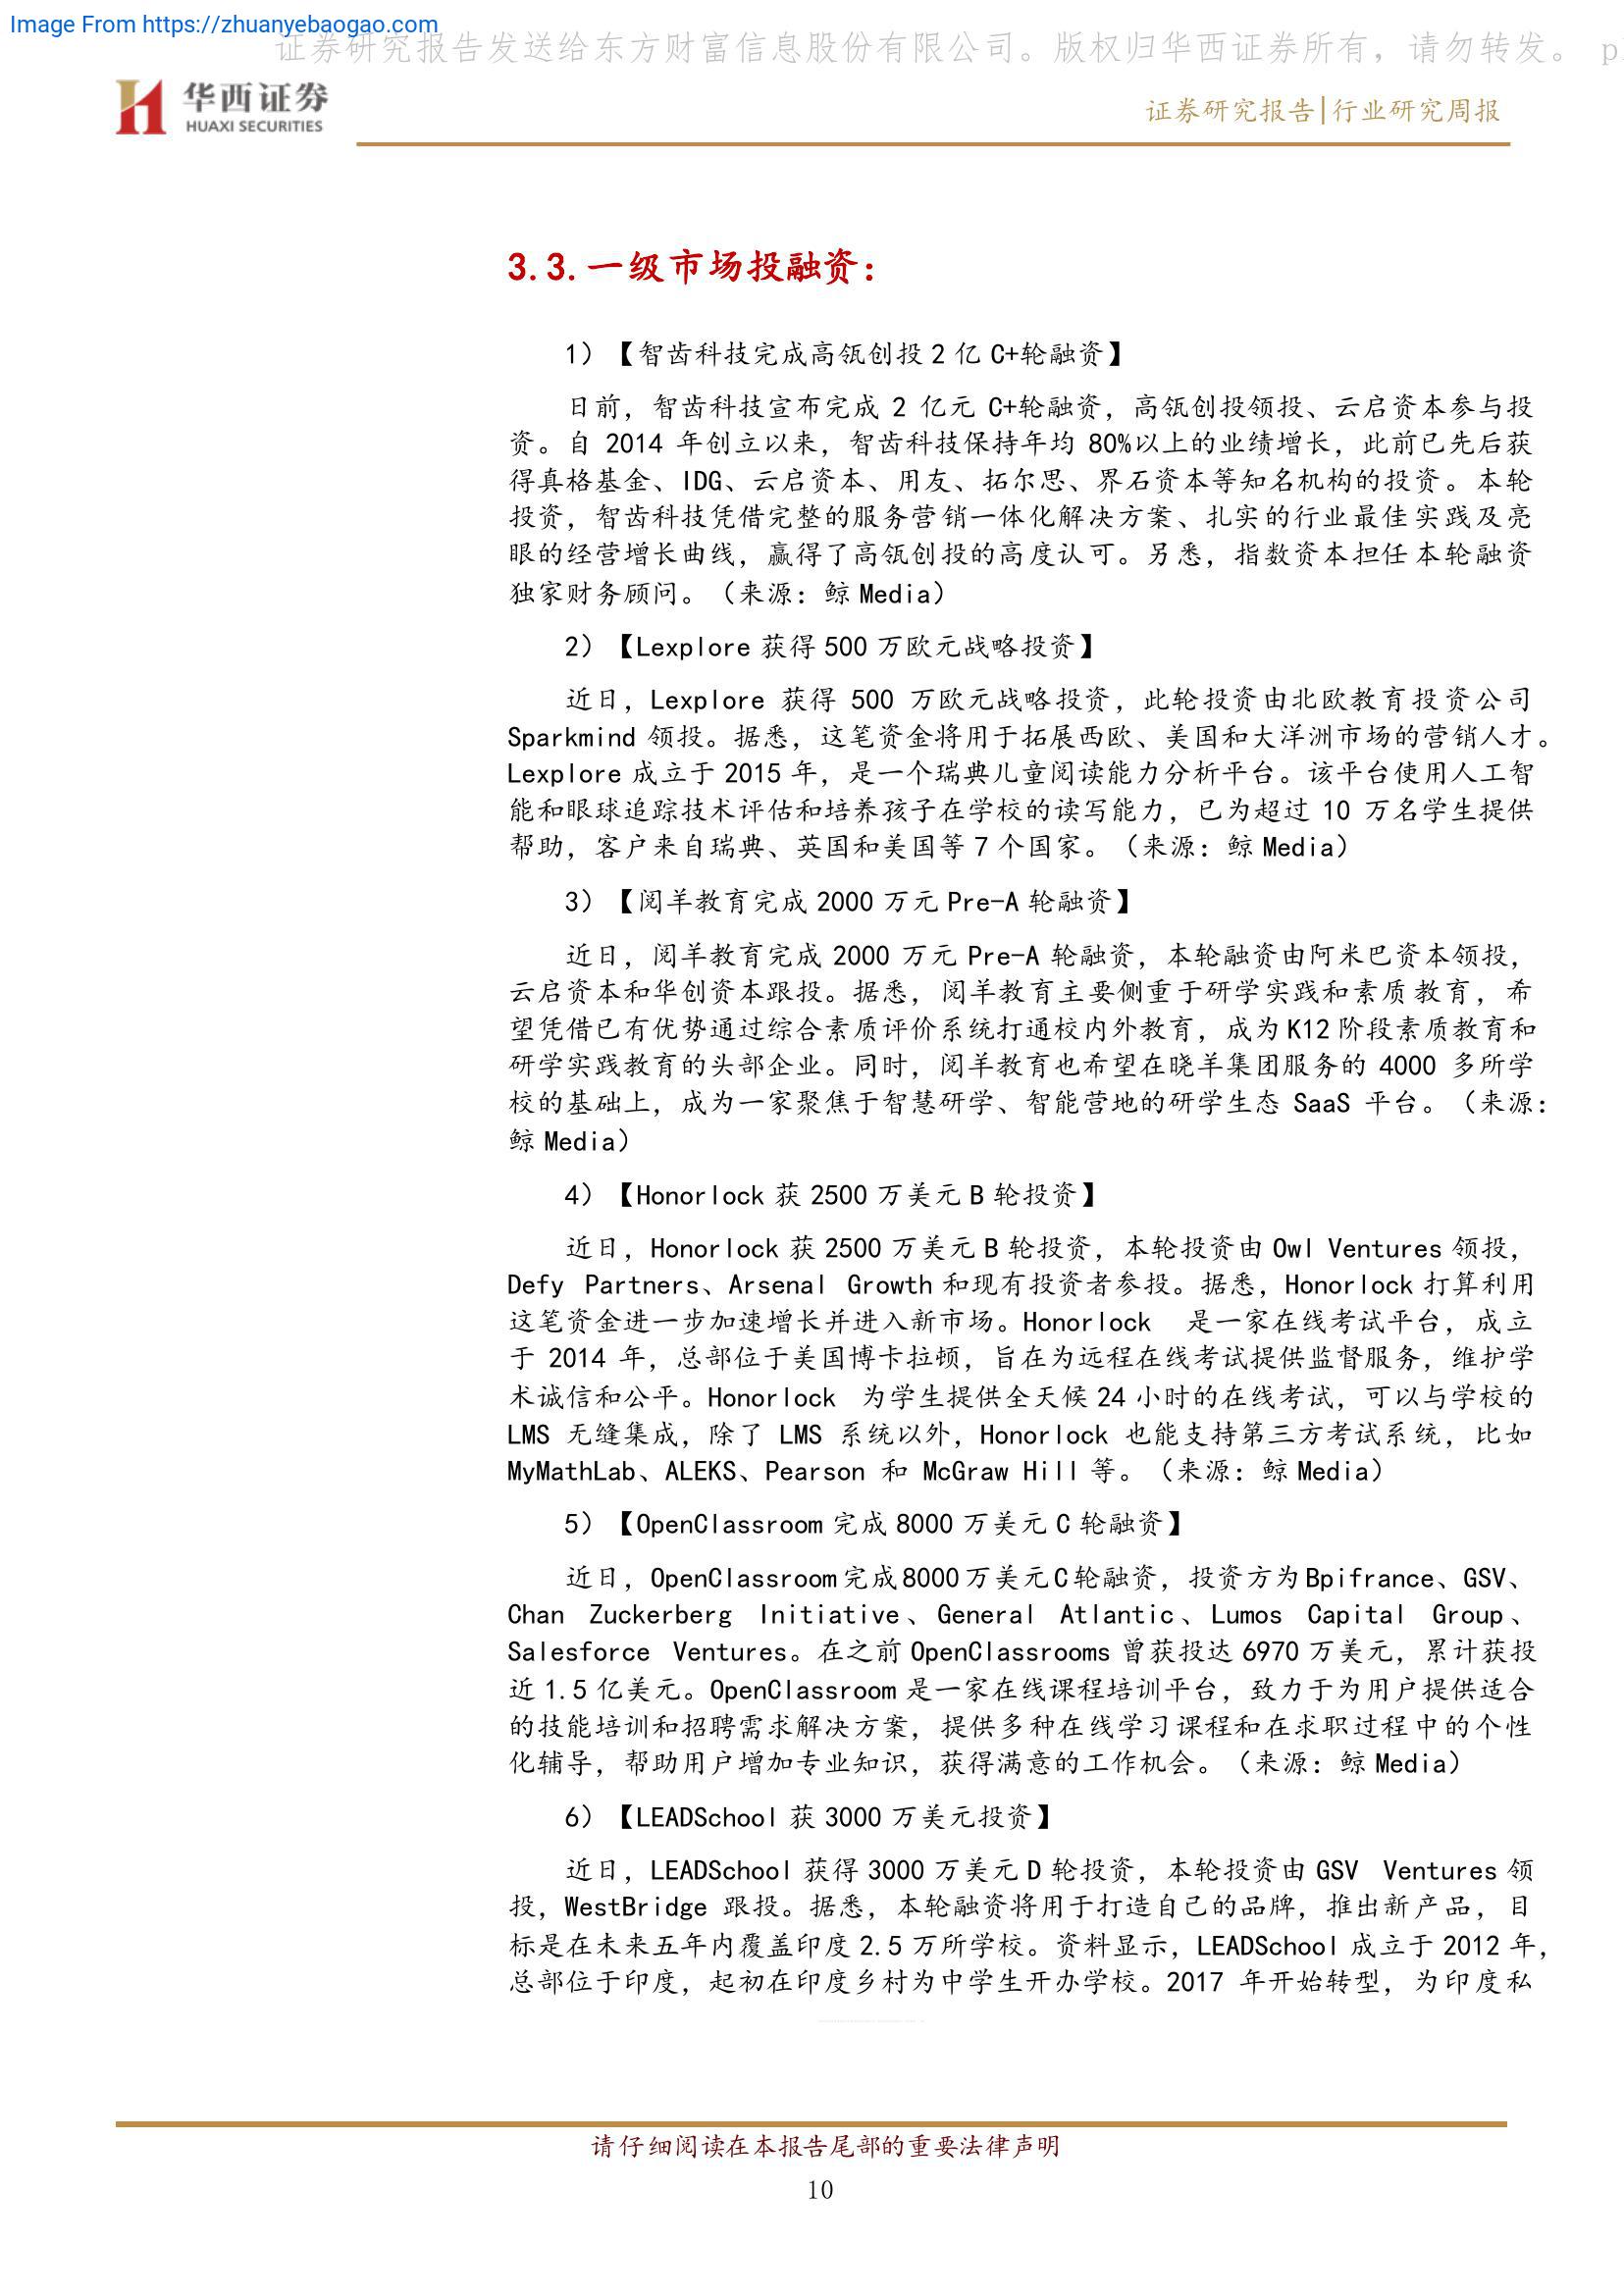 Image From https://zhuanyebaogao.com
证券研究报告发送给东方财富信息股份有限公司。版权归华西证券所有，请勿转发。 p
华西证券
HUAXI SECURITIES
证券研究报告|行业研究周报
3.3.一级市场投融资：
1）【智齿科技完成高瓴创投 2 亿 C+轮融资】
日前，智齿科技宣布完成 2 亿元 C+轮融资，高瓴创投领投、云启资本参与投
资。自 2014 年创立以来，智齿科技保持年均 80%以上的业绩增长，此前已先后获
得真格基金、IDG、云启资本、用友、拓尔思、界石资本等知名机构的投资。本轮
投资，智齿科技凭借完整的服务营销一体化解决方案、扎实的行业最佳实践及亮
眼的经营增长曲线，赢得了高瓴创投的高度认可。另悉，指数资本担任本轮融资
独家财务顾问。（来源：鲸 Media）
2）【Lexplore 获得 500 万欧元战略投资】
近日，Lexplore 获得 500 万欧元战略投资，此轮投资由北欧教育投资公司
Sparkmind 领投。据悉，这笔资金将用于拓展西欧、美国和大洋洲市场的营销人才。
Lexplore 成立于 2015 年，是一个瑞典儿童阅读能力分析平台。该平台使用人工智
能和眼球追踪技术评估和培养孩子在学校的读写能力，已为超过 10 万名学生提供
帮助，客户来自瑞典、英国和美国等 7 个国家。（来源：鲸 Media）
3）【阅羊教育完成 2000 万元 Pre-A 轮融资】
近日，阅羊教育完成 2000 万元 Pre-A 轮融资，本轮融资由阿米巴资本领投，
云启资本和华创资本跟投。据悉，阅羊教育主要侧重于研学实践和素质教育，希
望凭借已有优势通过综合素质评价系统打通校内外教育，成为 K12 阶段素质教育和
研学实践教育的头部企业。同时，阅羊教育也希望在晓羊集团服务的 4000 多所学
校的基础上，成为一家聚焦于智慧研学、智能营地的研学生态 SaaS 平台。（来源：
鲸 Media）
4）【Honorlock 获 2500 万美元 B 轮投资】
近日，Honorlock 获 2500 万美元 B 轮投资，本轮投资由 Owl Ventures 领投，
Defy Partners、Arsenal Growth 和现有投资者参投。据悉，Honorlock 打算利用
这笔资金进一步加速增长并进入新市场。Honorlock 是一家在线考试平台，成立
于 2014 年，总部位于美国博卡拉顿，旨在为远程在线考试提供监督服务，维护学
术诚信和公平。Honorlock 为学生提供全天候 24 小时的在线考试，可以与学校的
LMS 无缝集成，除了 LMS 系统以外，Honorlock 也能支持第三方考试系统，比如
MyMathLab、ALEKS、Pearson 和 McGraw Hill 等。（来源：鲸 Media）
5）【OpenClassroom 完成 8000 万美元 C 轮融资】
近日，OpenClassroom 完成 8000 万美元 C 轮融资，投资方为 Bpifrance、GSV、
Chan Zuckerberg Initiative、General Atlantic、Lumos Capital Group、
Salesforce Ventures。在之前 OpenClassrooms 曾获投达 6970 万美元，累计获投
近 1.5 亿美元。OpenClassroom 是一家在线课程培训平台，致力于为用户提供适合
的技能培训和招聘需求解决方案，提供多种在线学习课程和在求职过程中的个性
化辅导，帮助用户增加专业知识，获得满意的工作机会。（来源：鲸 Media）
6）【LEADSchool 获 3000 万美元投资】
近日，LEADSchool 获得 3000 万美元 D 轮投资，本轮投资由 GSV Ventures 领
投，WestBridge 跟投。据悉，本轮融资将用于打造自己的品牌，推出新产品，目
标是在未来五年内覆盖印度 2.5 万所学校。资料显示，LEADSchool 成立于 2012 年，
总部位于印度，起初在印度乡村为中学生开办学校。2017 年开始转型，为印度私
请仔细阅读在本报告尾部的重要法律声明
10